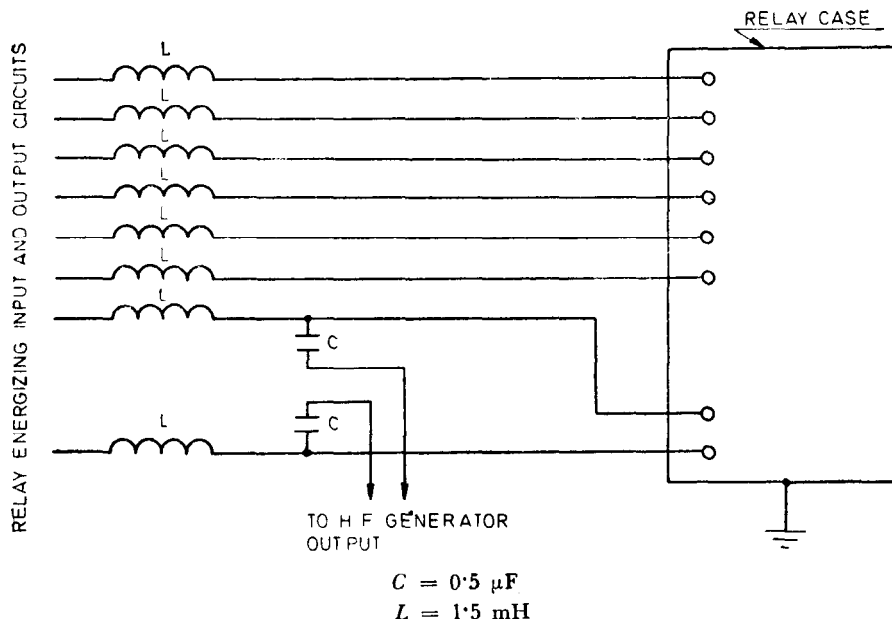 RELAY CASE
RELAY ENERGIZING INPUT AND OUTPUT CIRCUITS
L
L
L
L
L
L
L
C
C
L
TO H F GENERATOR
OUTPUT
C = 0·5 µF
L = 1·5 mH